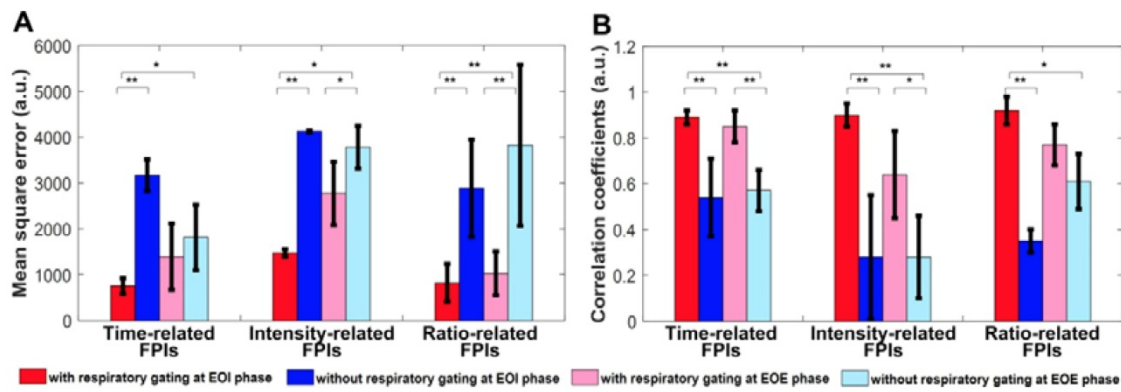 A
Mean square error (a.u.)
6000
5000
4000
3000
2000
1000
0
* ** * ** * ** ** **
Time-related FPIs
Intensity-related FPIs
Ratio-related FPIs
B
Correlation coefficients (a.u.)
1.2
1
0.8
0.6
0.4
0.2
0
** ** ** ** ** * * **
Time-related FPIs
Intensity-related FPIs
Ratio-related FPIs
with respiratory gating at EOI phase
without respiratory gating at EOI phase
with respiratory gating at EOE phase
without respiratory gating at EOE phase